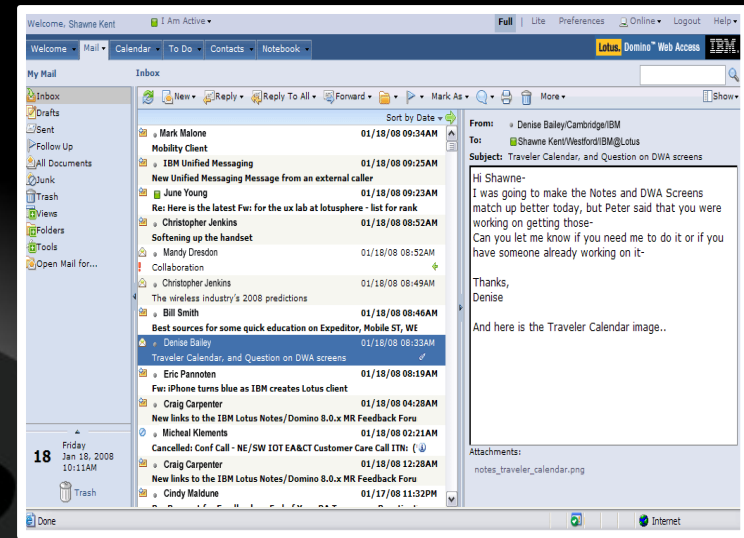 Welcome, Shawne Kent
I Am Active
Full | Lite Preferences Online Logout Help
Welcome Mail Calendar To Do Contacts Notebook
Lotus. Domino™ Web Access IBM.
My Mail
Inbox
Drafts
Sent
Follow Up
All Documents
Junk
Trash
Views
Folders
Tools
Open Mail for...
18
Friday
Jan 18, 2008
10:11AM
Trash
Inbox
New Reply Reply To All Forward Mark As More Show
Sort by Date
Mark Malone 01/18/08 09:34AM
Mobility Client
IBM Unified Messaging 01/18/08 09:25AM
New Unified Messaging Message from an external caller
June Young 01/18/08 09:23AM
Re: Here is the latest Fw: for the ux lab at lotusphere - list for rank
Christopher Jenkins 01/18/08 08:52AM
Softening up the handset
Mandy Dresdon 01/18/08 08:52AM
! Collaboration
Christopher Jenkins 01/18/08 08:49AM
The wireless industry's 2008 predictions
Bill Smith 01/18/08 08:46AM
Best sources for some quick education on Expeditor, Mobile ST, WE
Denise Bailey 01/18/08 08:33AM
Traveler Calendar, and Question on DWA screens
Eric Pannoten 01/18/08 08:19AM
Fw: iPhone turns blue as IBM creates Lotus client
Craig Carpenter 01/18/08 04:28AM
New links to the IBM Lotus Notes/Domino 8.0.x MR Feedback Foru
Micheal Klements 01/18/08 02:21AM
Cancelled: Conf Call - NE/SW IOT EA&CT Customer Care Call ITN: (
Craig Carpenter 01/18/08 12:28AM
New links to the IBM Lotus Notes/Domino 8.0.x MR Feedback Foru
Cindy Maldune 01/17/08 11:32PM
From: Denise Bailey/Cambridge/IBM
To: Shawne Kent/Westford/IBM@Lotus
Subject: Traveler Calendar, and Question on DWA screens
Hi Shawne-
I was going to make the Notes and DWA Screens
match up better today, but Peter said that you were
working on getting those-
Can you let me know if you need me to do it or if you
have someone already working on it-
Thanks,
Denise
And here is the Traveler Calendar image..
Attachments:
notes_traveler_calendar.png
Done
Internet